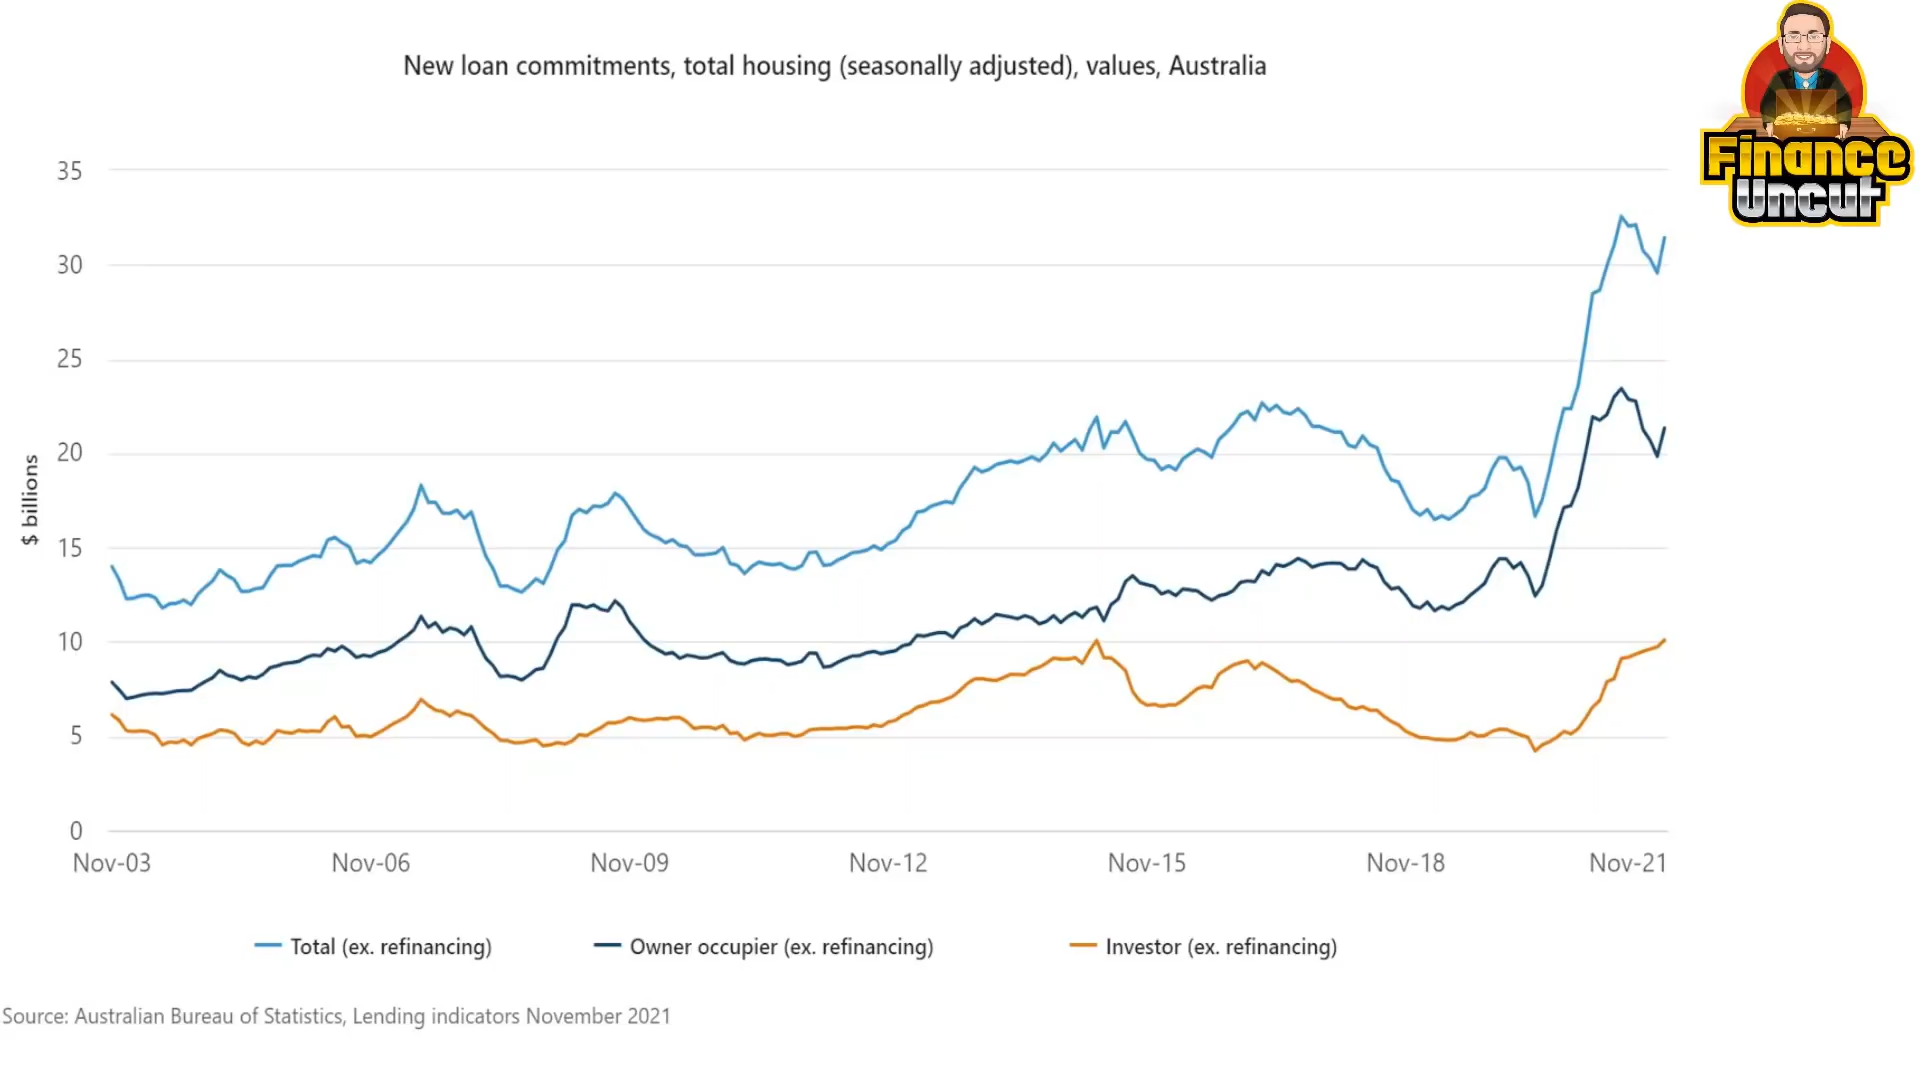 New loan commitments, total housing (seasonally adjusted), values, Australia
Finance
Uncut
35
30
25
20
15
10
5
0
$ billions
Nov-03 Nov-06 Nov-09 Nov-12 Nov-15 Nov-18 Nov-21
Total (ex. refinancing) Owner occupier (ex. refinancing) Investor (ex. refinancing)
Source: Australian Bureau of Statistics, Lending indicators November 2021